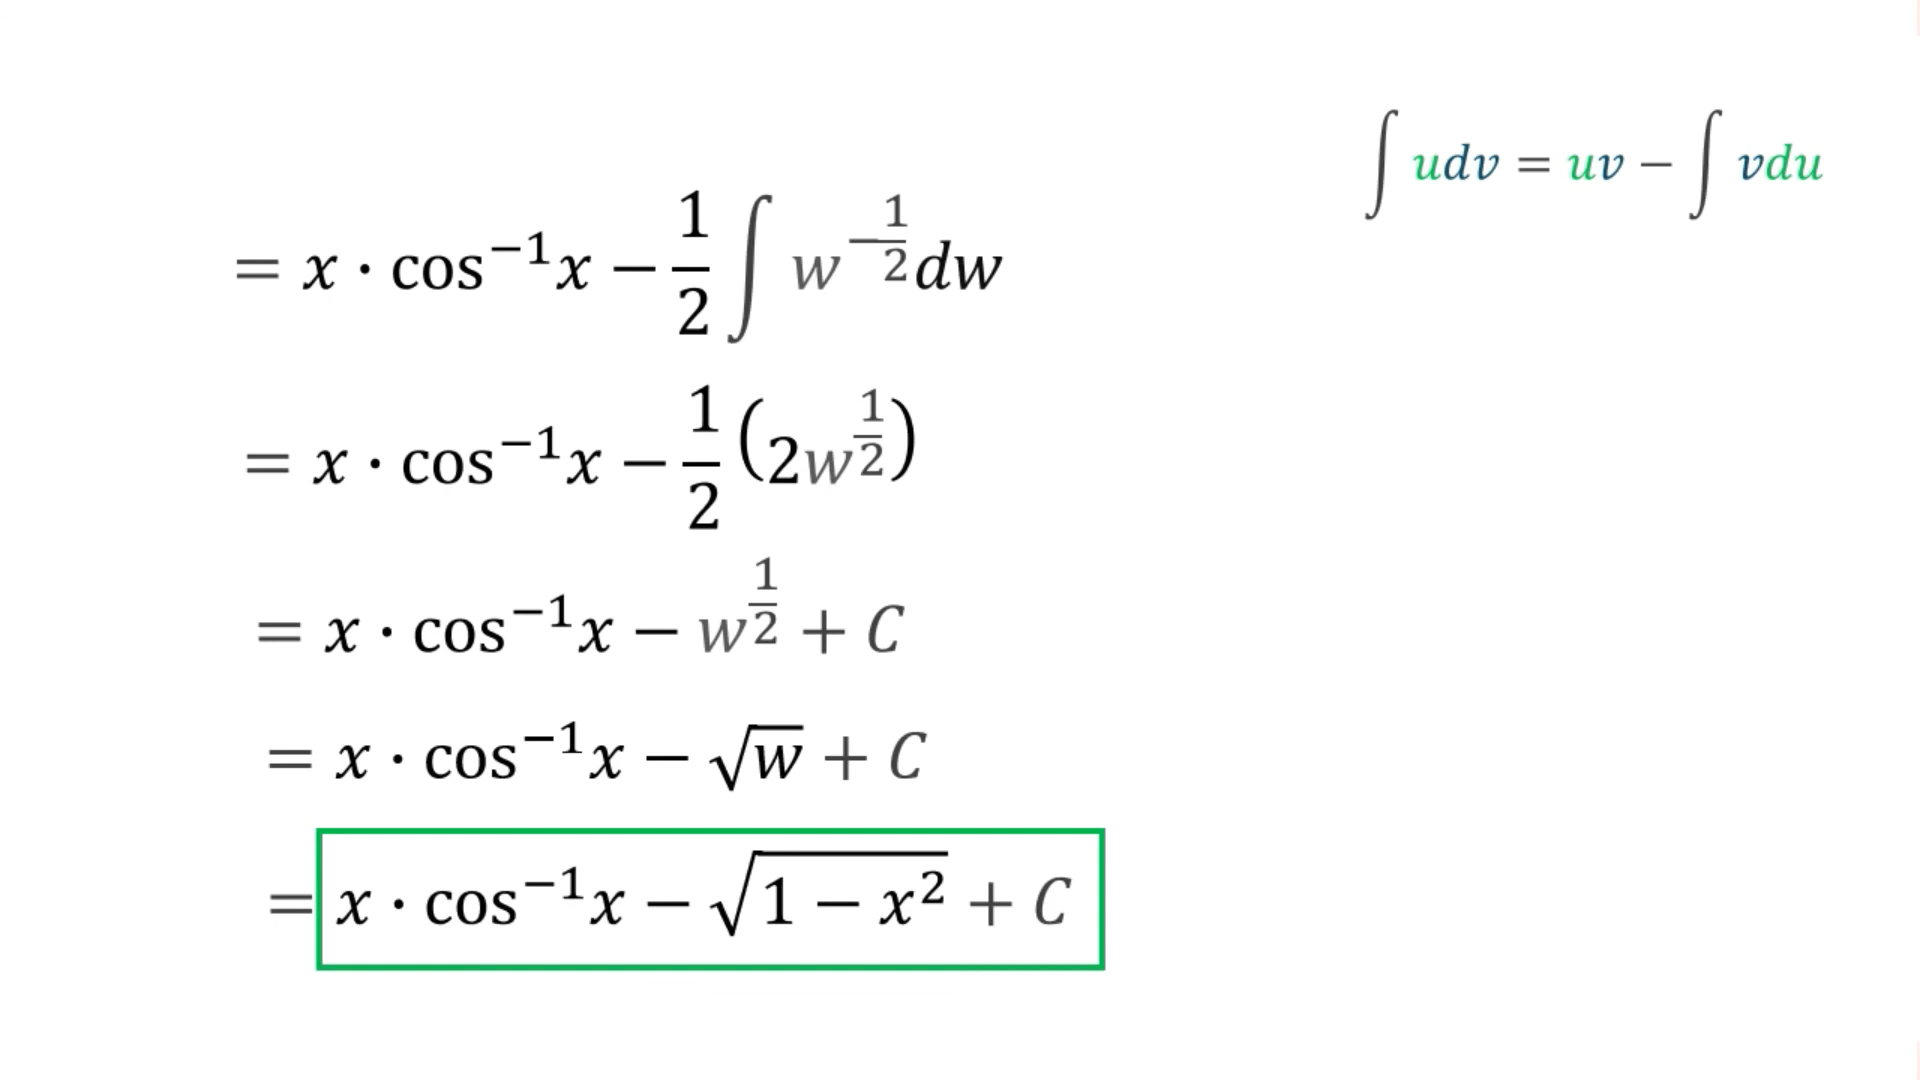 ∫ udv = uv − ∫ vdu
= x · cos⁻¹x − 1/2 ∫ w^(−1/2) dw
= x · cos⁻¹x − 1/2 (2w^(1/2))
= x · cos⁻¹x − w^(1/2) + C
= x · cos⁻¹x − √w + C
= x · cos⁻¹x − √(1 − x²) + C